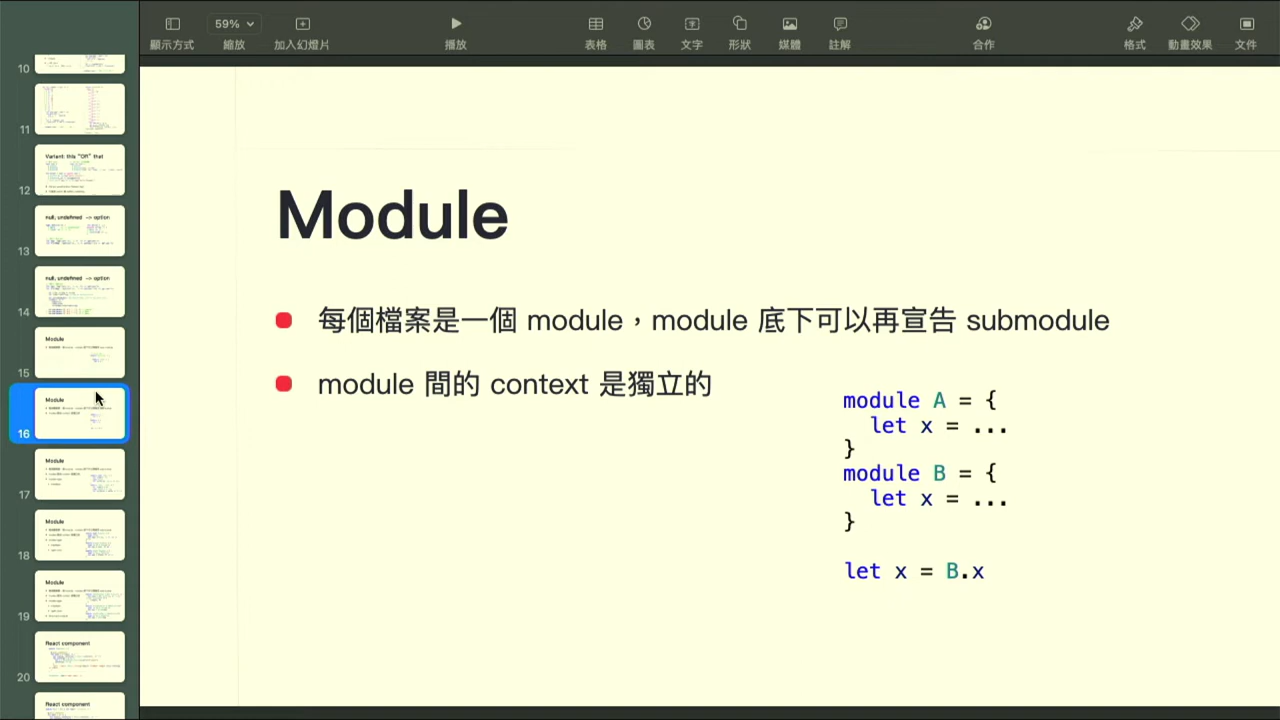 59%
顯示方式
縮放
加入幻燈片
播放
表格
圖表
文字
形狀
媒體
註解
合作
格式
動畫效果
文件
10
11
Variant: this "OR" that
12
null, undefined -> option
13
null, undefined -> option
14
Module
15
Module
16
Module
17
Module
18
Module
19
React component
20
React component
Module
每個檔案是一個 module，module 底下可以再宣告 submodule
module 間的 context 是獨立的
module A = {
let x = ...
}
module B = {
let x = ...
}
let x = B.x